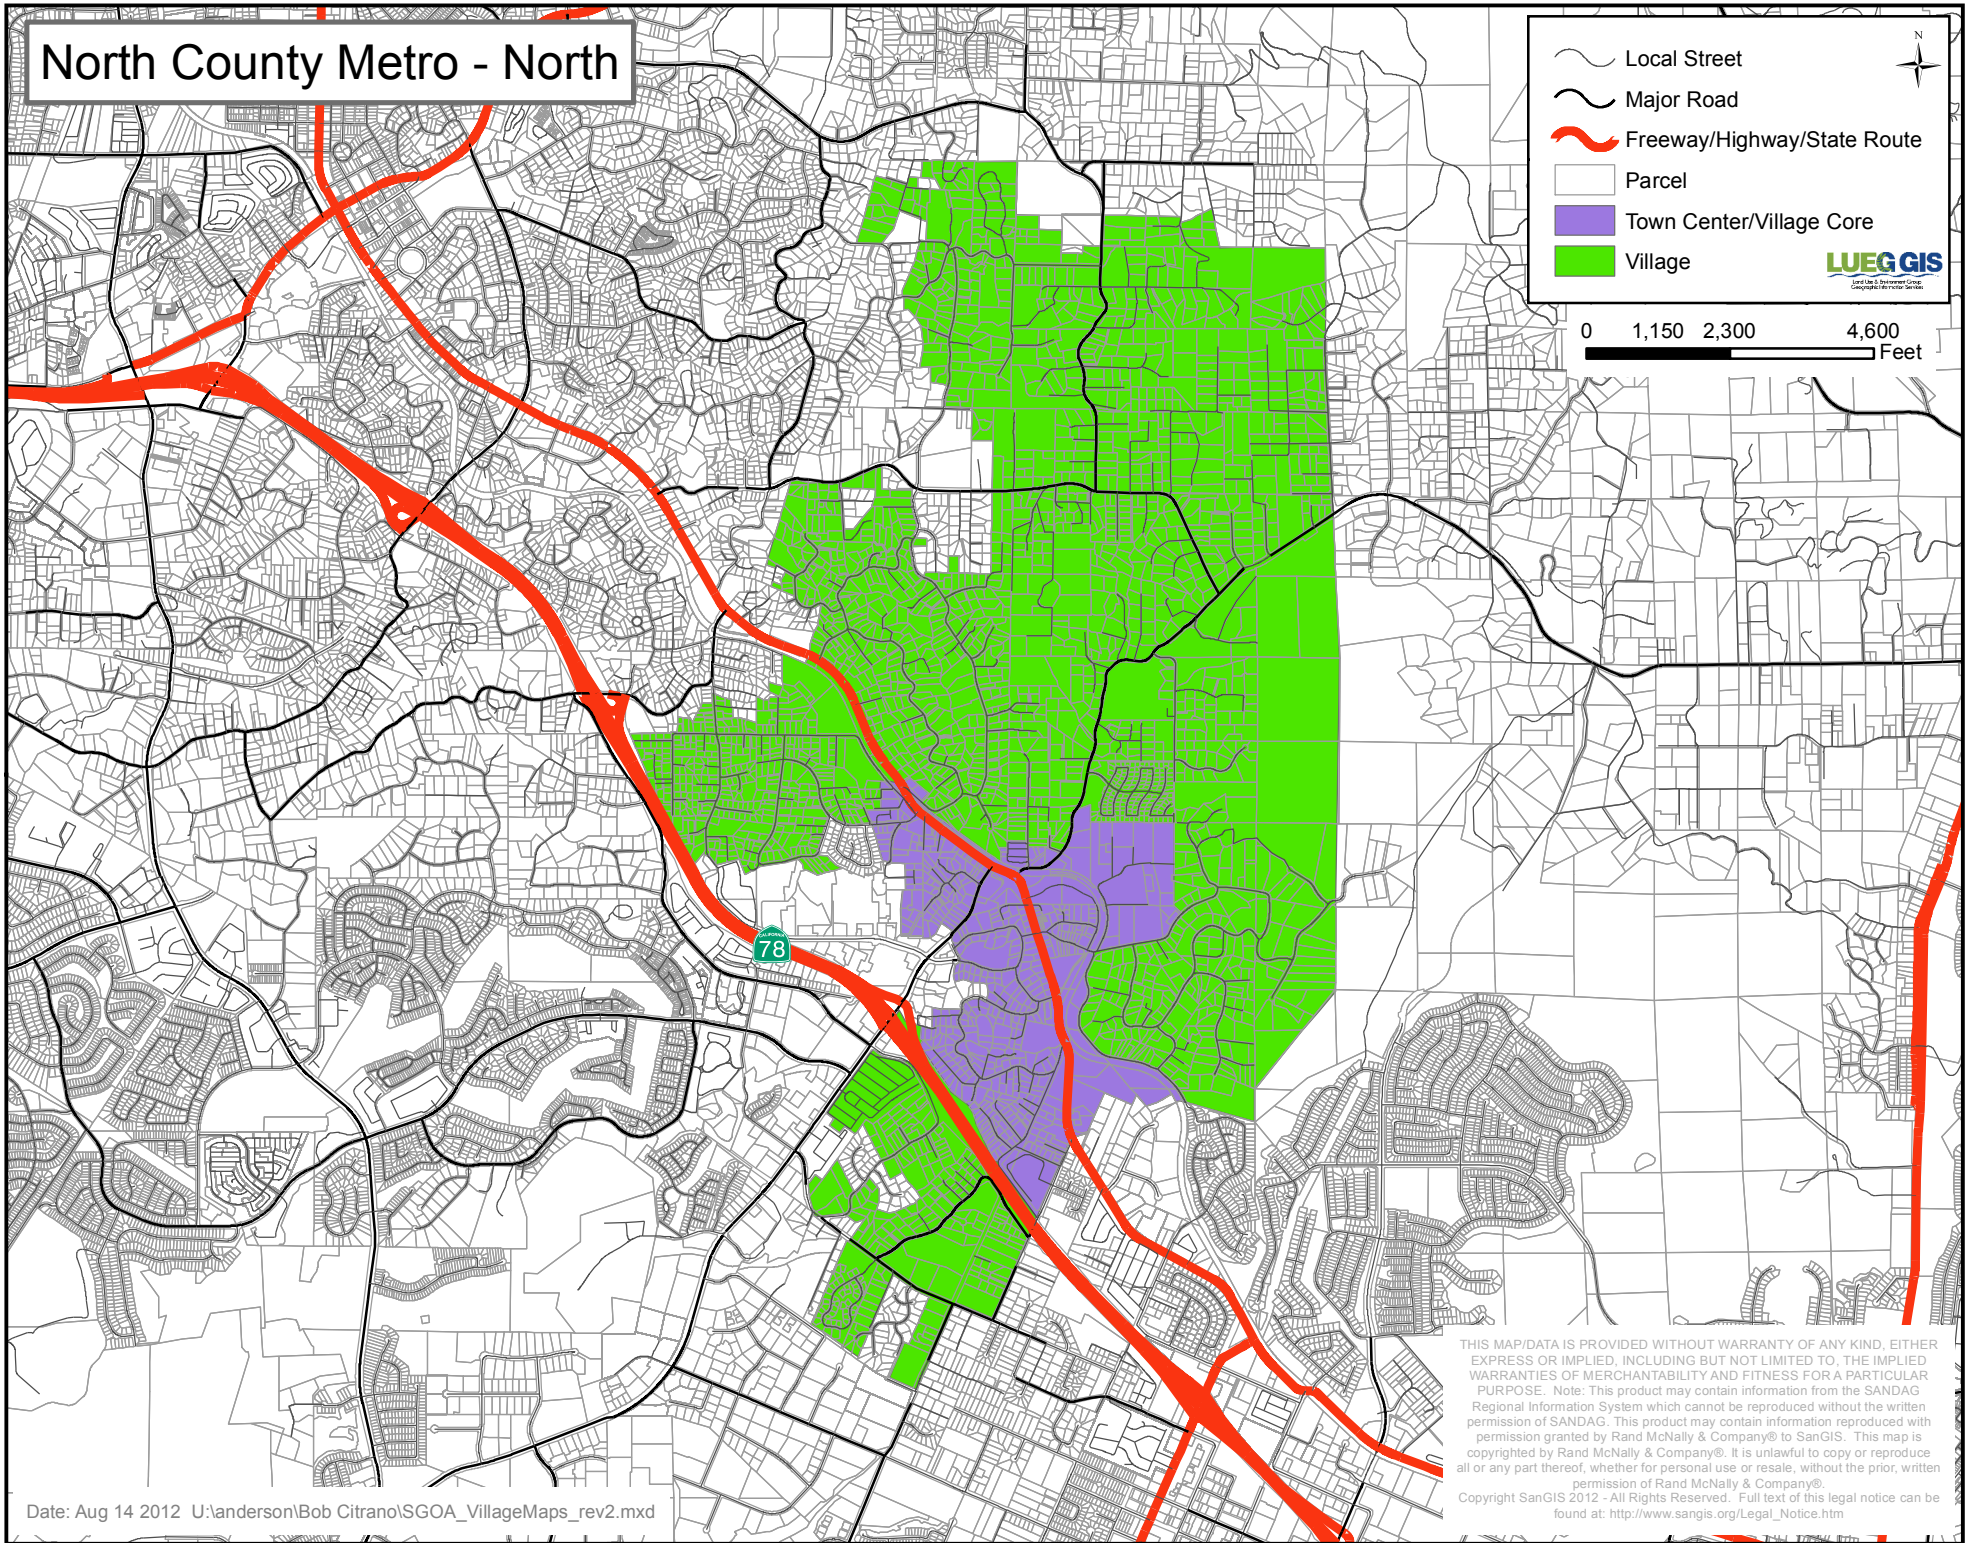 North County Metro - North
N
Local Street
Major Road
Freeway/Highway/State Route
Parcel
Town Center/Village Core
Village
LUEG GIS
Land Use & Environment Group
Geographic Information Services
0 1,150 2,300 4,600
Feet
CALIFORNIA
78
THIS MAP/DATA IS PROVIDED WITHOUT WARRANTY OF ANY KIND, EITHER
EXPRESS OR IMPLIED, INCLUDING BUT NOT LIMITED TO, THE IMPLIED
WARRANTIES OF MERCHANTABILITY AND FITNESS FOR A PARTICULAR
PURPOSE. Note: This product may contain information from the SANDAG
Regional Information System which cannot be reproduced without the written
permission of SANDAG. This product may contain information reproduced with
permission granted by Rand McNally & Company® to SanGIS. This map is
copyrighted by Rand McNally & Company®. It is unlawful to copy or reproduce
all or any part thereof, whether for personal use or resale, without the prior, written
permission of Rand McNally & Company®.
Copyright SanGIS 2012 - All Rights Reserved. Full text of this legal notice can be
found at: http://www.sangis.org/Legal_Notice.htm
Date: Aug 14 2012 U:\anderson\Bob Citrano\SGOA_VillageMaps_rev2.mxd